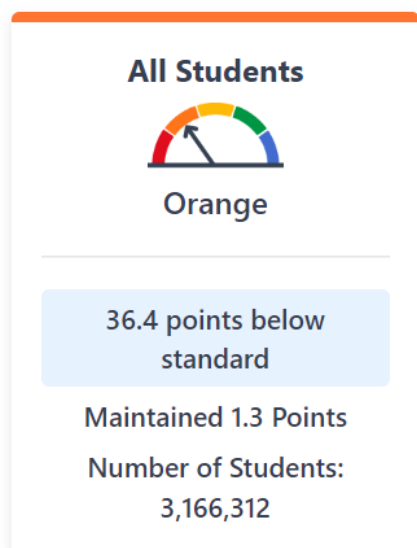 All Students
Orange
36.4 points below
standard
Maintained 1.3 Points
Number of Students:
3,166,312